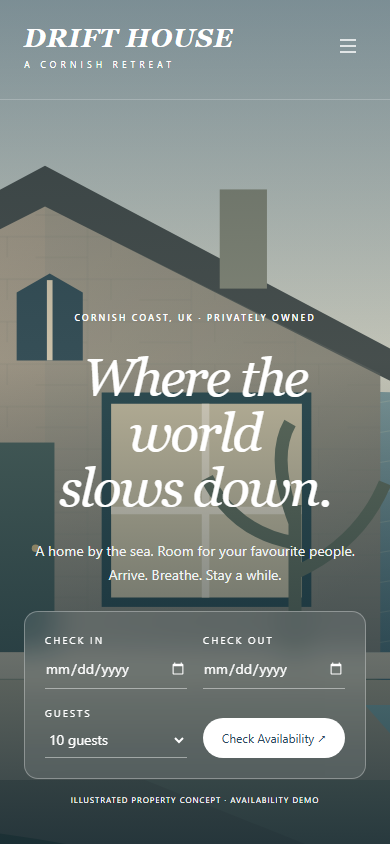 DRIFT HOUSE
A CORNISH RETREAT
CORNISH COAST, UK · PRIVATELY OWNED
Where the
world
slows down.
A home by the sea. Room for your favourite people.
Arrive. Breathe. Stay a while.
CHECK IN
CHECK OUT
mm/dd/yyyy
mm/dd/yyyy
GUESTS
10 guests
Check Availability ↗
ILLUSTRATED PROPERTY CONCEPT · AVAILABILITY DEMO